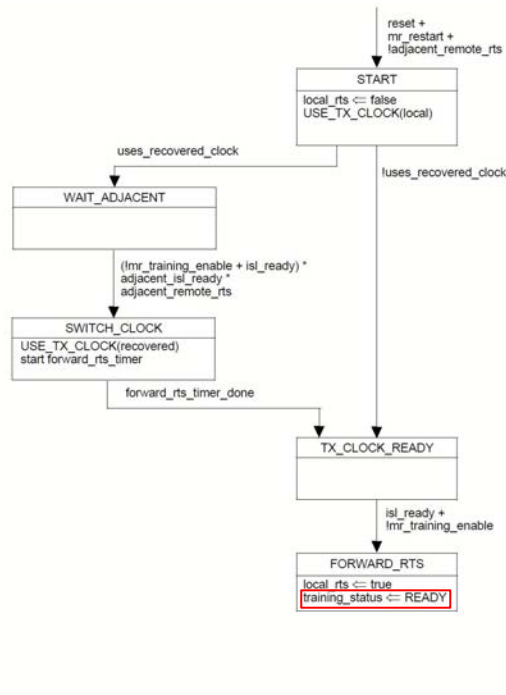 reset +
mr_restart +
!adjacent_remote_rts
START
local_rts ⇐ false
USE_TX_CLOCK(local)
uses_recovered_clock
!uses_recovered_clock
WAIT_ADJACENT
(!mr_training_enable + isl_ready) *
adjacent_isl_ready *
adjacent_remote_rts
SWITCH_CLOCK
USE_TX_CLOCK(recovered)
start forward_rts_timer
forward_rts_timer_done
TX_CLOCK_READY
isl_ready +
!mr_training_enable
FORWARD_RTS
local_rts ⇐ true
training_status ⇐ READY